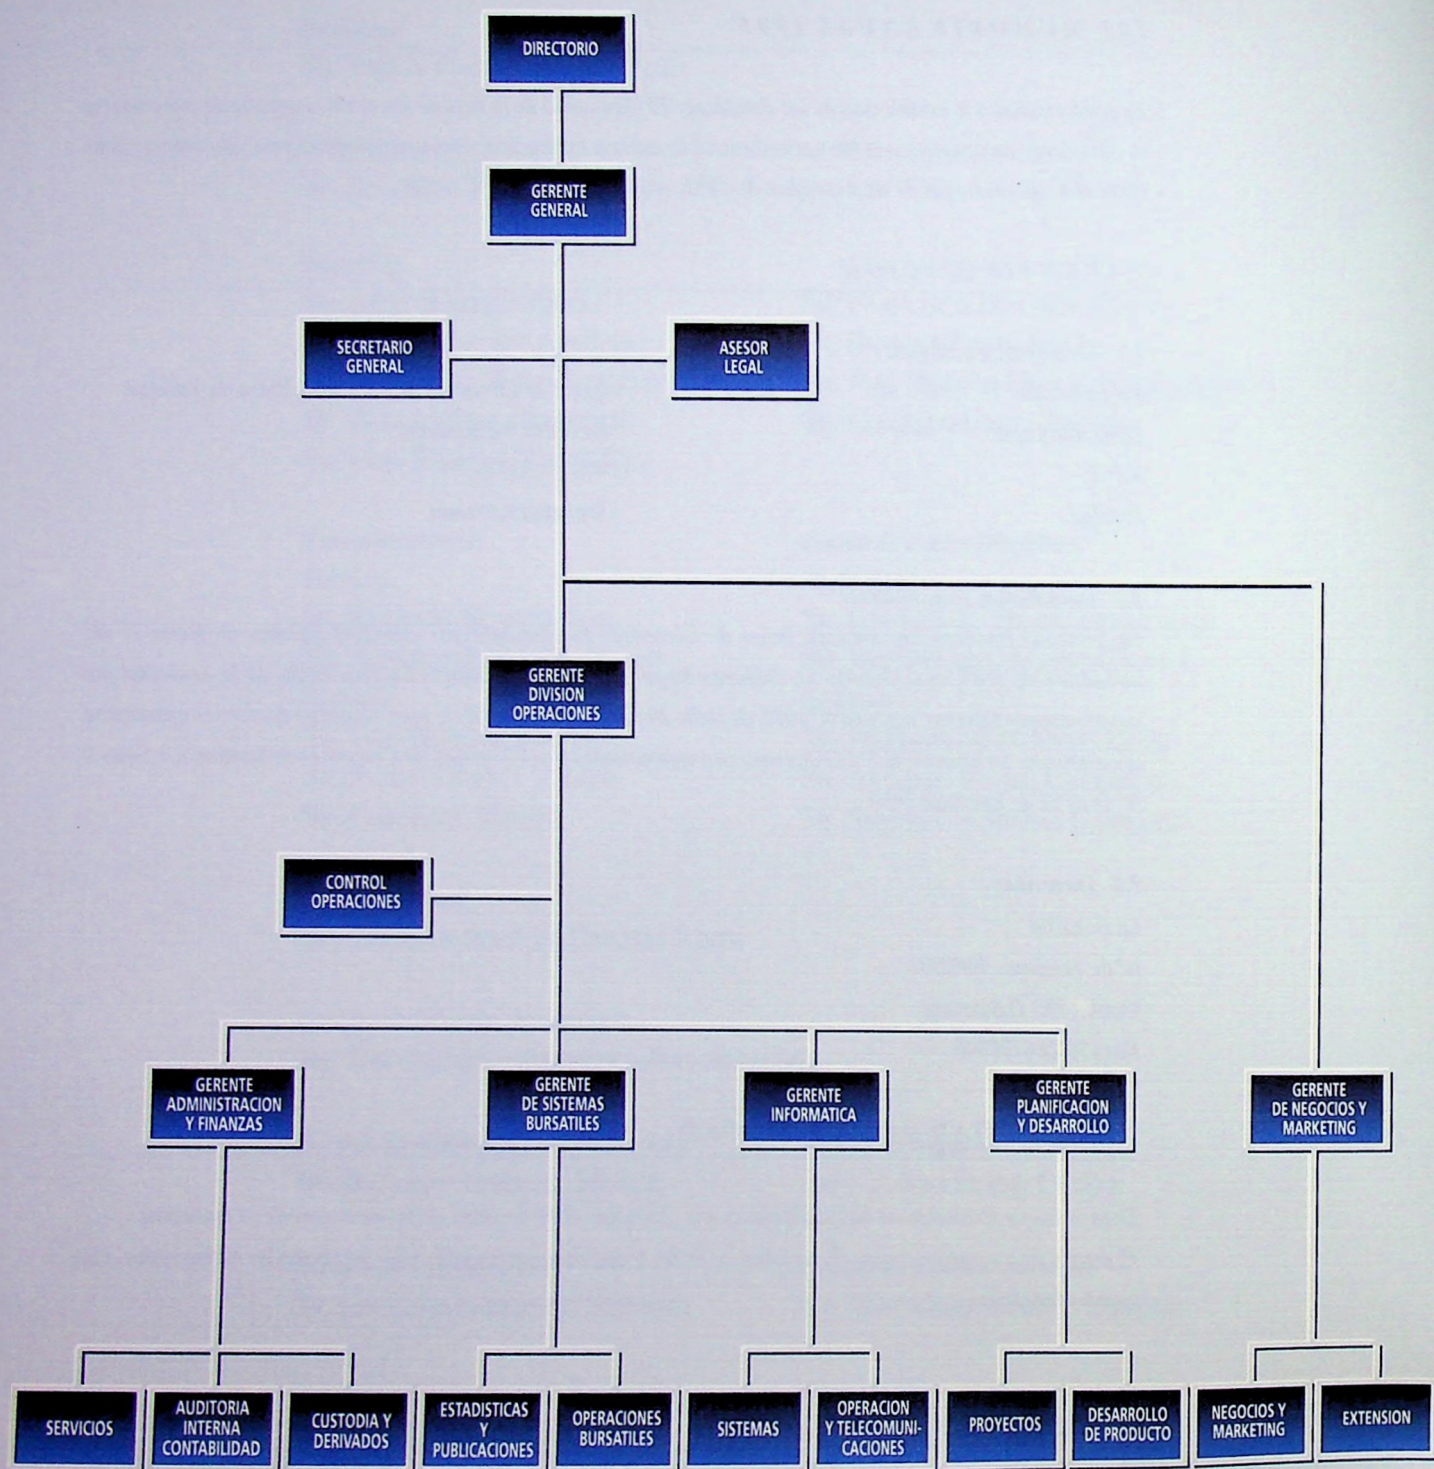 DIRECTORIO
GERENTE
GENERAL
SECRETARIO
GENERAL
ASESOR
LEGAL
GERENTE
DIVISION
OPERACIONES
CONTROL
OPERACIONES
GERENTE
ADMINISTRACION
Y FINANZAS
GERENTE
DE SISTEMAS
BURSATILES
GERENTE
INFORMATICA
GERENTE
PLANIFICACION
Y DESARROLLO
GERENTE
DE NEGOCIOS Y
MARKETING
SERVICIOS
AUDITORIA
INTERNA
CONTABILIDAD
CUSTODIA Y
DERIVADOS
ESTADISTICAS
Y
PUBLICACIONES
OPERACIONES
BURSATILES
SISTEMAS
OPERACION
Y TELECOMUNI-
CACIONES
PROYECTOS
DESARROLLO
DE PRODUCTO
NEGOCIOS Y
MARKETING
EXTENSION